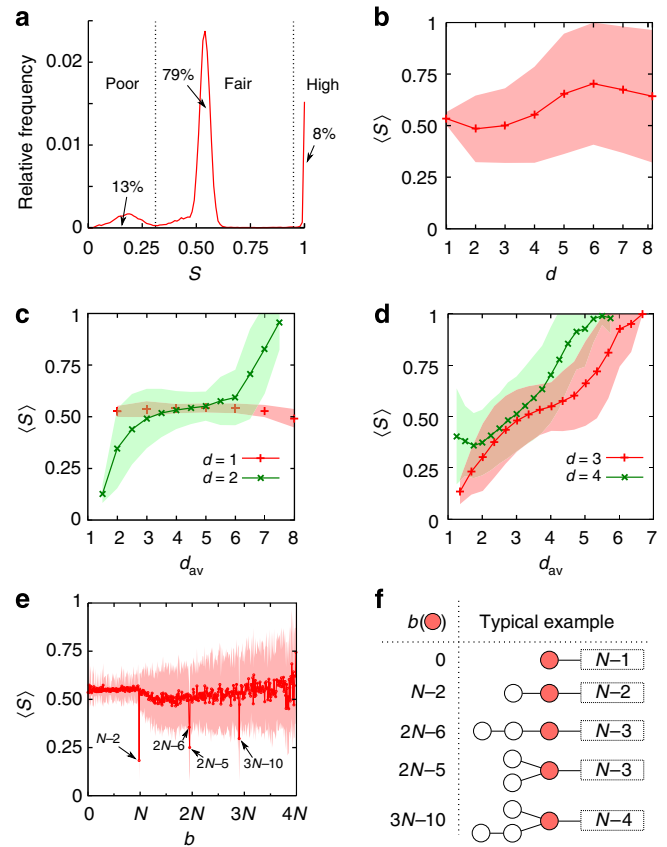 a
Relative frequency
0.02
0.01
0
Poor
Fair
High
79%
13%
8%
0 0.25 0.50 0.75 1
S
b
⟨S⟩
1
0.75
0.5
0.25
0
1 2 3 4 5 6 7 8
d
c
⟨S⟩
1
0.75
0.50
0.25
0
d = 1
d = 2
1 2 3 4 5 6 7 8
d_av
d
⟨S⟩
1
0.75
0.50
0.25
0
d = 3
d = 4
1 2 3 4 5 6 7
d_av
e
⟨S⟩
1
0.75
0.50
0.25
0
N–2
2N–6
2N–5
3N–10
0 N 2N 3N 4N
b
f
b( ) Typical example
0 N–1
N–2 N–2
2N–6 N–3
2N–5 N–3
3N–10 N–4